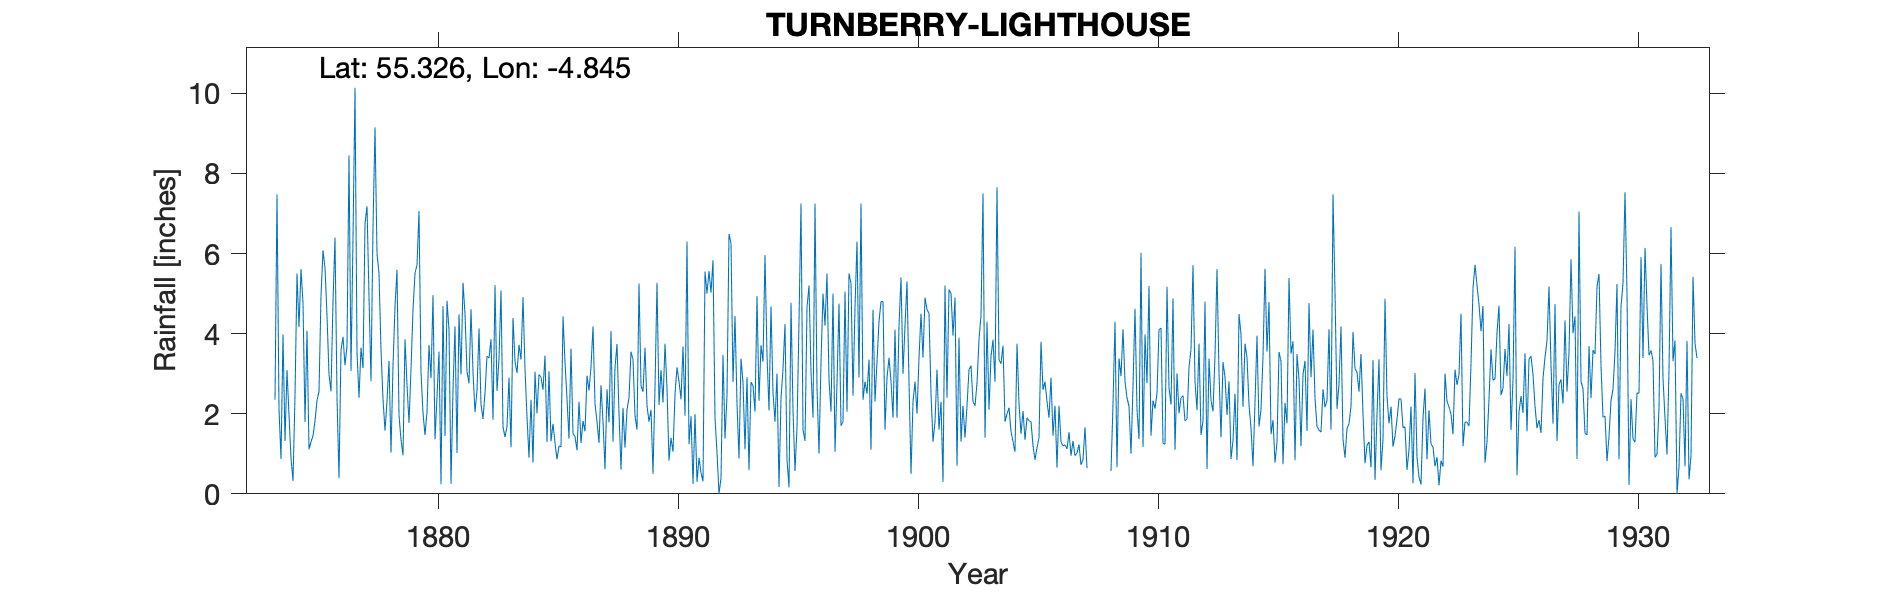 TURNBERRY-LIGHTHOUSE
Lat: 55.326, Lon: -4.845
10
8
6
4
2
0
Rainfall [inches]
1880 1890 1900 1910 1920 1930
Year